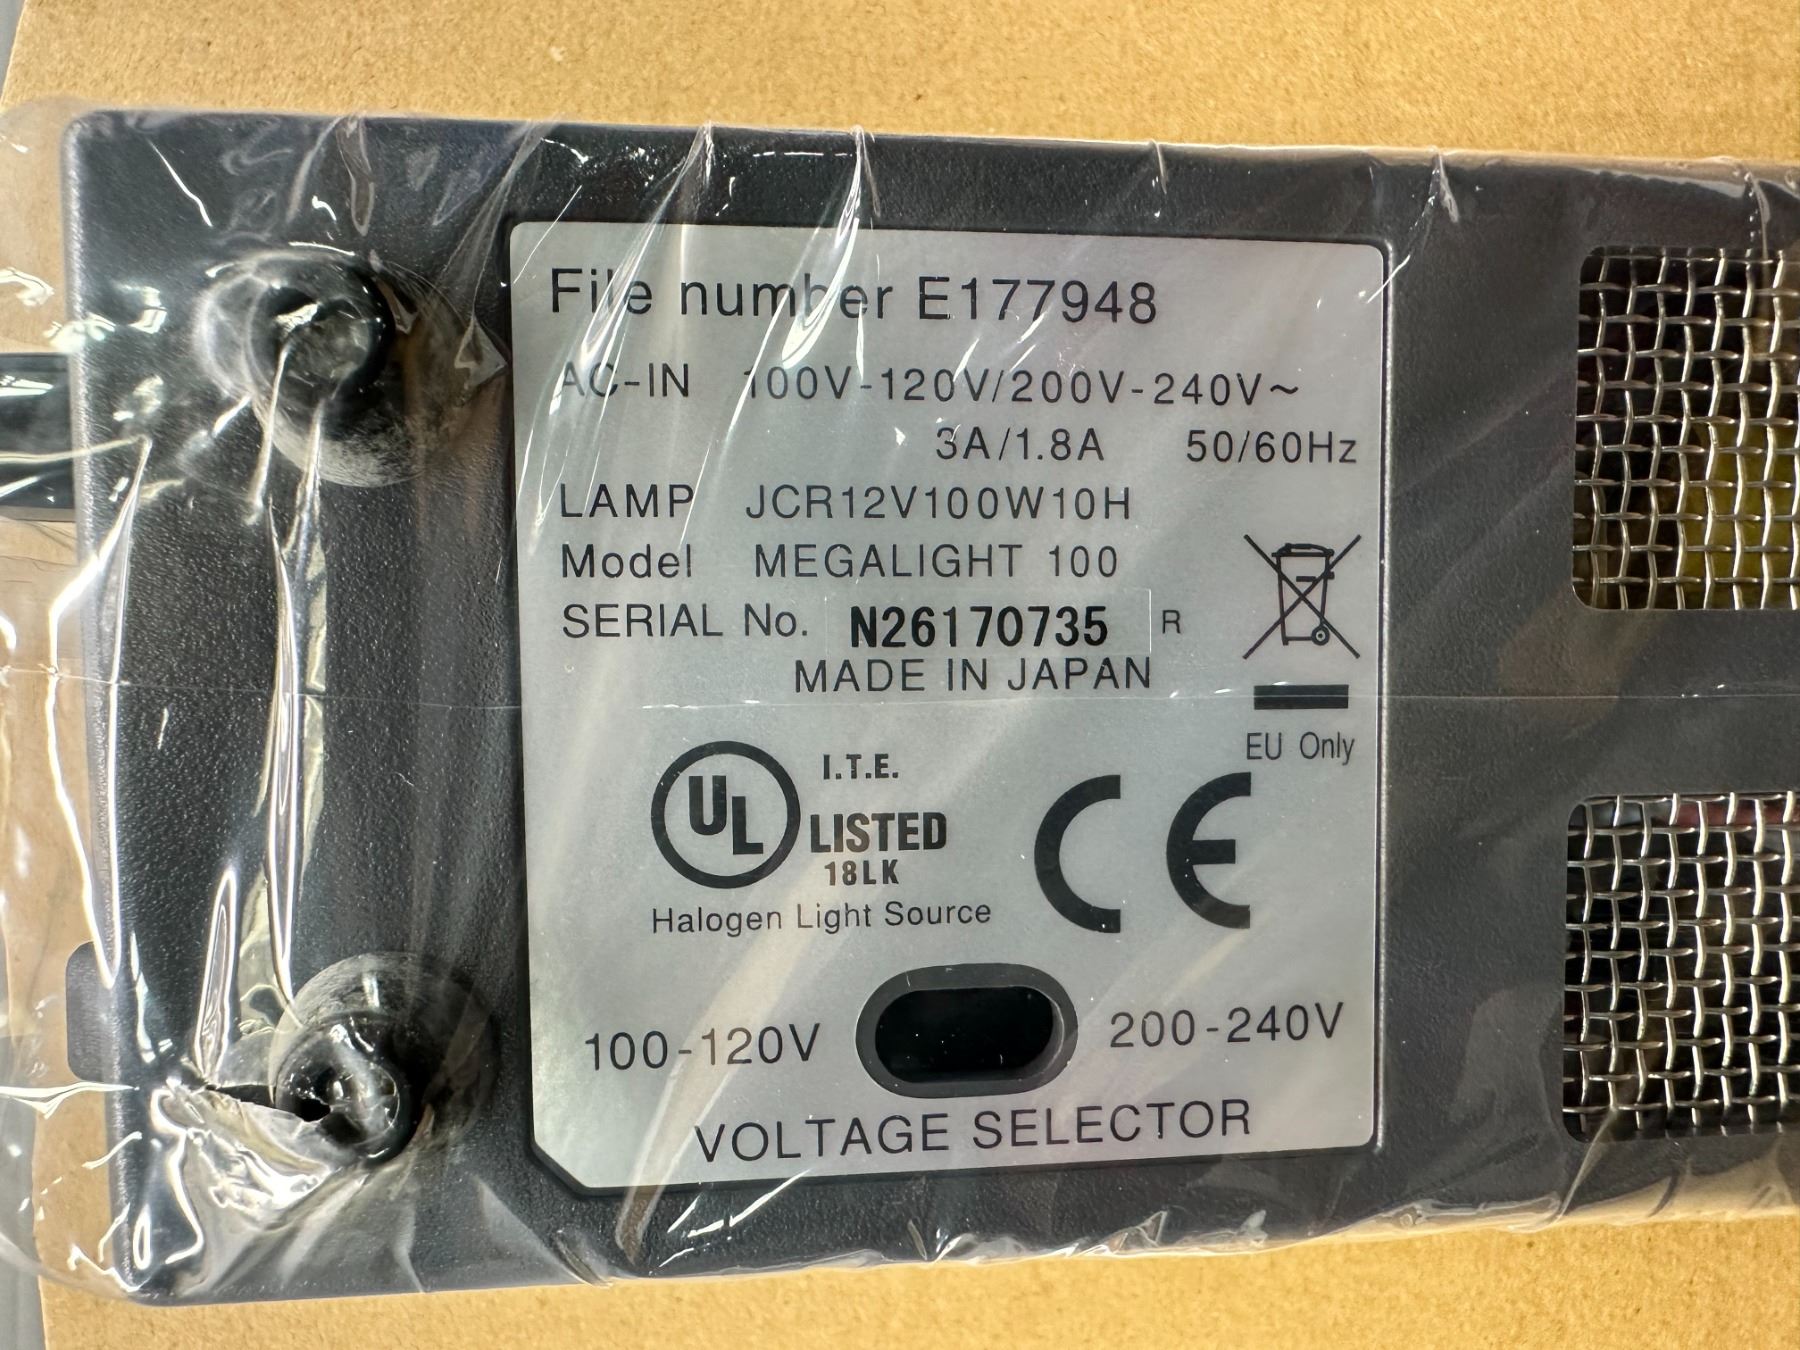 File number E177948
AC-IN 100V-120V/200V-240V~
3A/1.8A 50/60Hz
LAMP JCR12V100W10H
Model MEGALIGHT 100
SERIAL No. N26170735 R
MADE IN JAPAN
EU Only
UL I.T.E.
LISTED
18LK
CE
Halogen Light Source
100-120V 200-240V
VOLTAGE SELECTOR